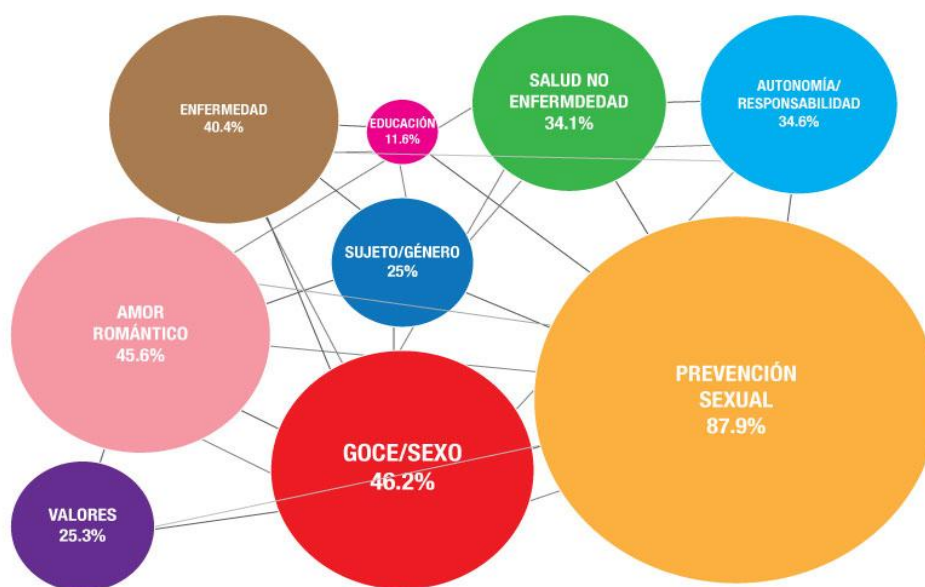 ENFERMEDAD
40.4%
EDUCACIÓN
11.6%
SALUD NO
ENFERMDEDAD
34.1%
AUTONOMÍA/
RESPONSABILIDAD
34.6%
SUJETO/GÉNERO
25%
AMOR
ROMÁNTICO
45.6%
PREVENCIÓN
SEXUAL
87.9%
GOCE/SEXO
46.2%
VALORES
25.3%